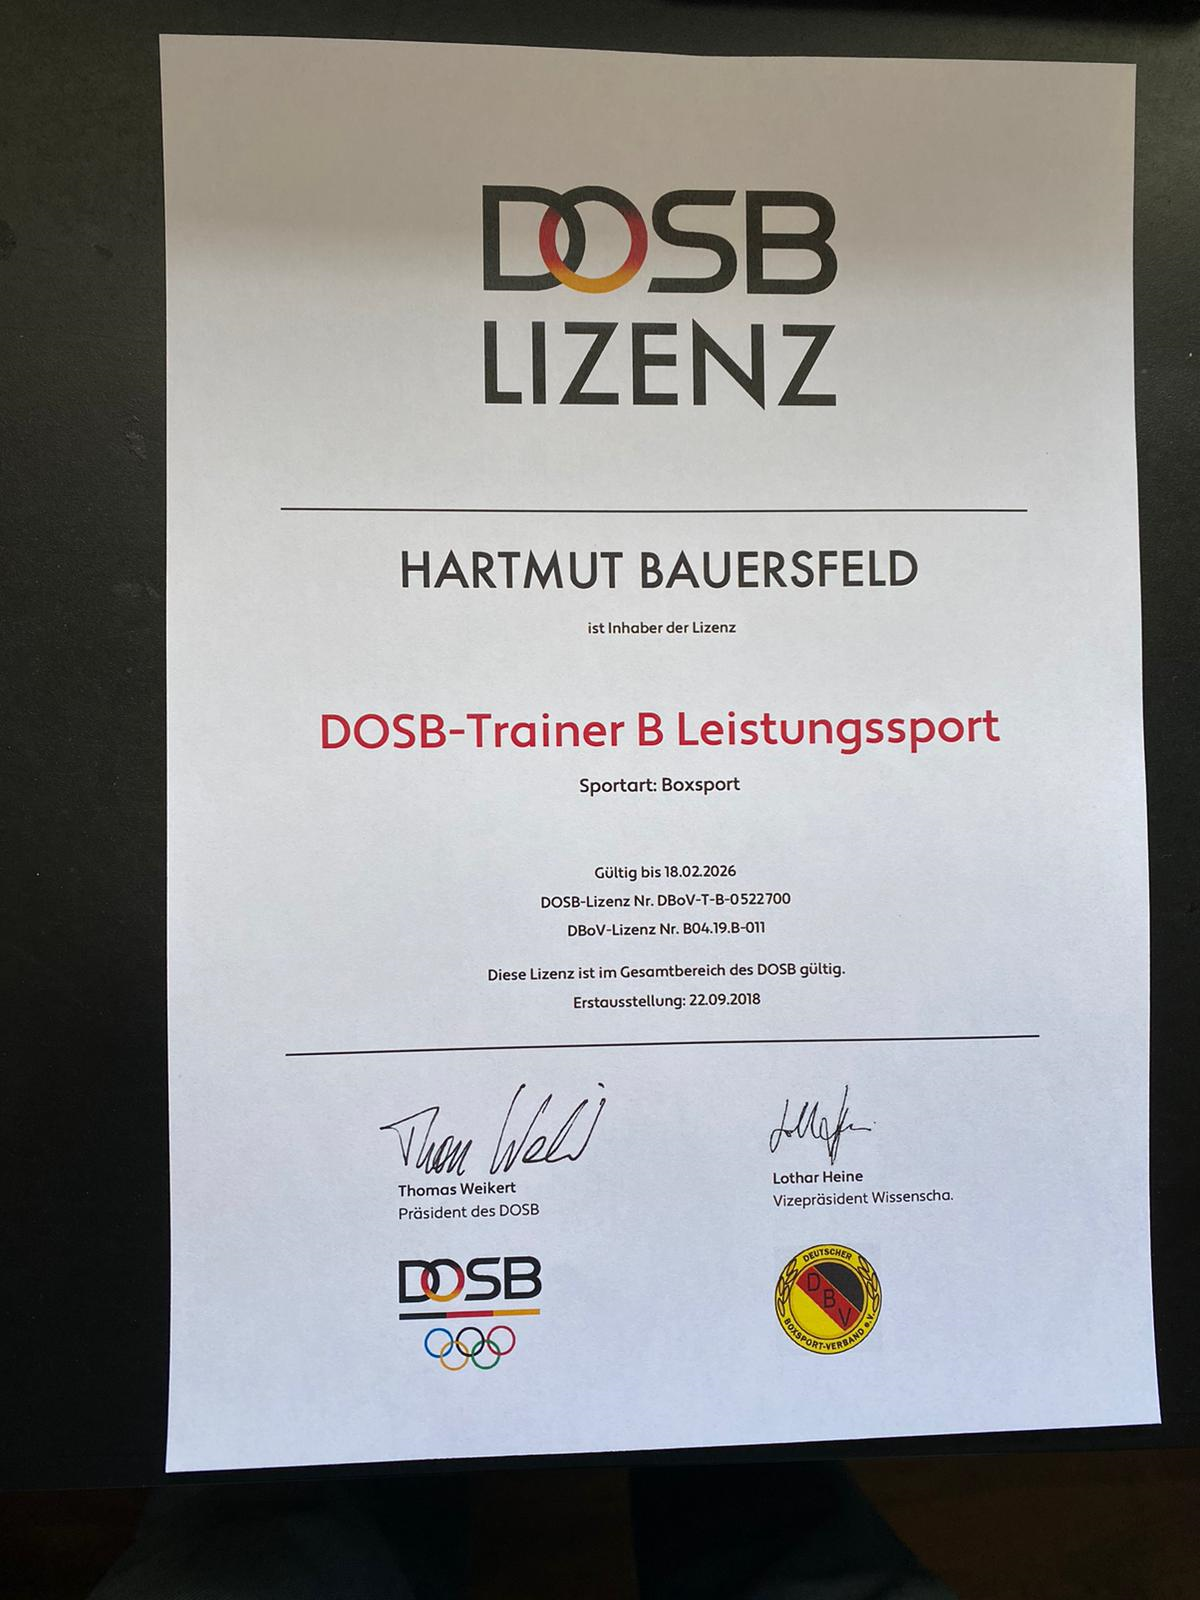 DOSB
LIZENZ
HARTMUT BAUERSFELD
ist Inhaber der Lizenz
DOSB-Trainer B Leistungssport
Sportart: Boxsport
Gültig bis 18.02.2026
DOSB-Lizenz Nr. DBoV-T-B-0522700
DBoV-Lizenz Nr. B04.19.B-011
Diese Lizenz ist im Gesamtbereich des DOSB gültig.
Erstausstellung: 22.09.2018
Thomas Weikert
Präsident des DOSB
Lothar Heine
Vizepräsident Wissenscha.
DOSB
DEUTSCHER
DBV
BOXSPORT-VERBAND e.V.